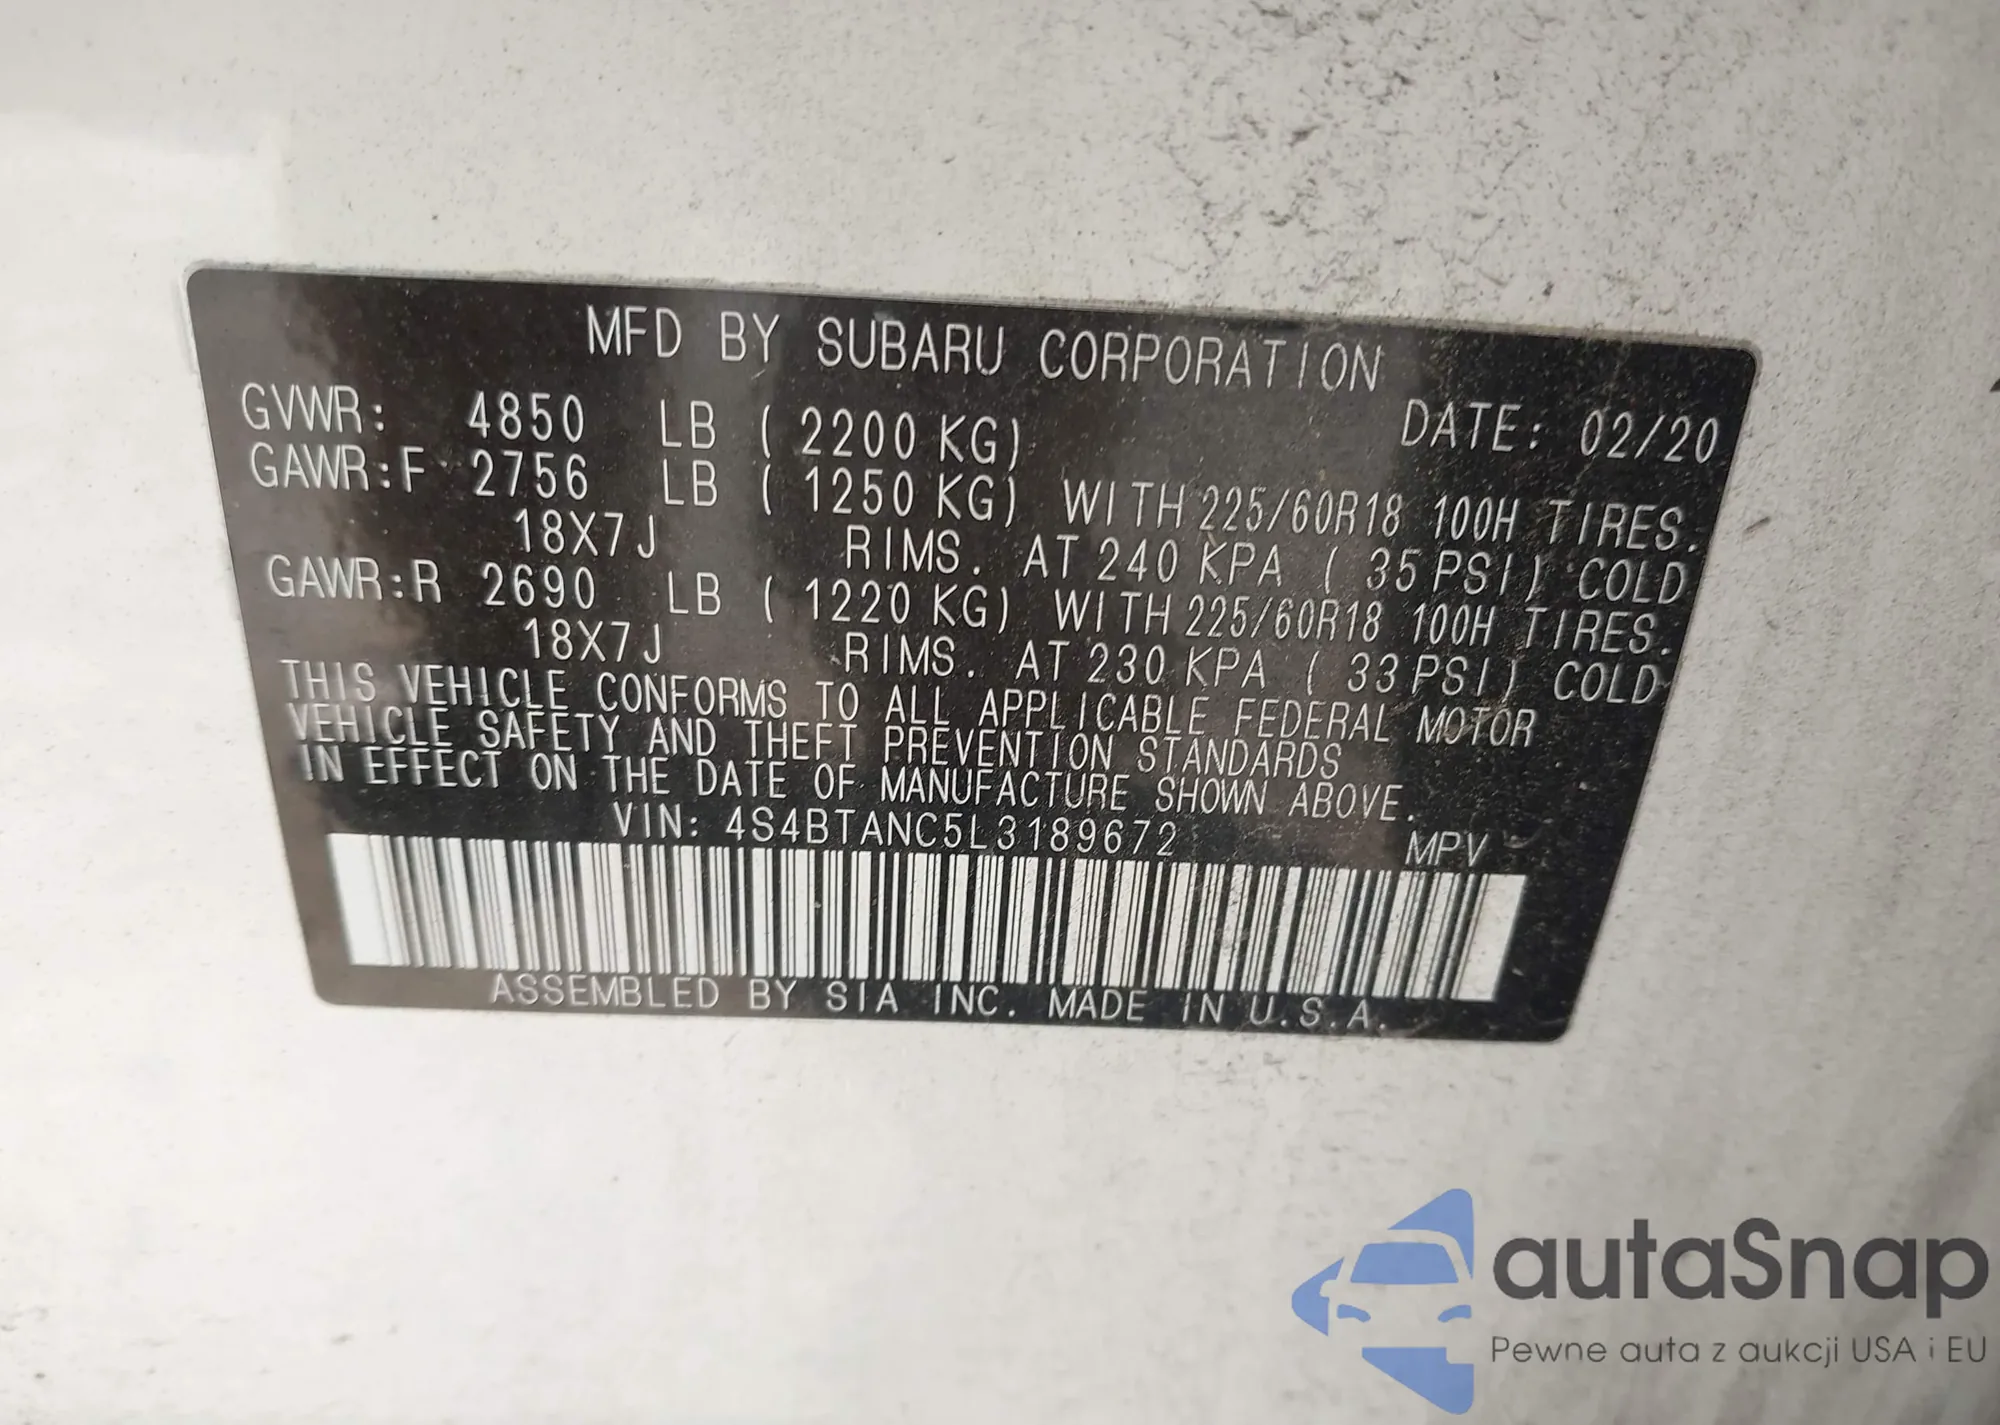 MFD BY SUBARU CORPORATION
GVWR: 4850 LB ( 2200 KG) DATE: 02/20
GAWR:F 2756 LB ( 1250 KG) WITH 225/60R18 100H TIRES.
18X7J RIMS. AT 240 KPA ( 35 PSI) COLD
GAWR:R 2690 LB ( 1220 KG) WITH 225/60R18 100H TIRES.
18X7J RIMS. AT 230 KPA ( 33 PSI) COLD
THIS VEHICLE CONFORMS TO ALL APPLICABLE FEDERAL MOTOR
VEHICLE SAFETY AND THEFT PREVENTION STANDARDS
IN EFFECT ON THE DATE OF MANUFACTURE SHOWN ABOVE.
VIN: 4S4BTANC5L3189672 MPV
ASSEMBLED BY SIA INC. MADE IN U.S.A.
autaSnap
Pewne auta z aukcji USA i EU